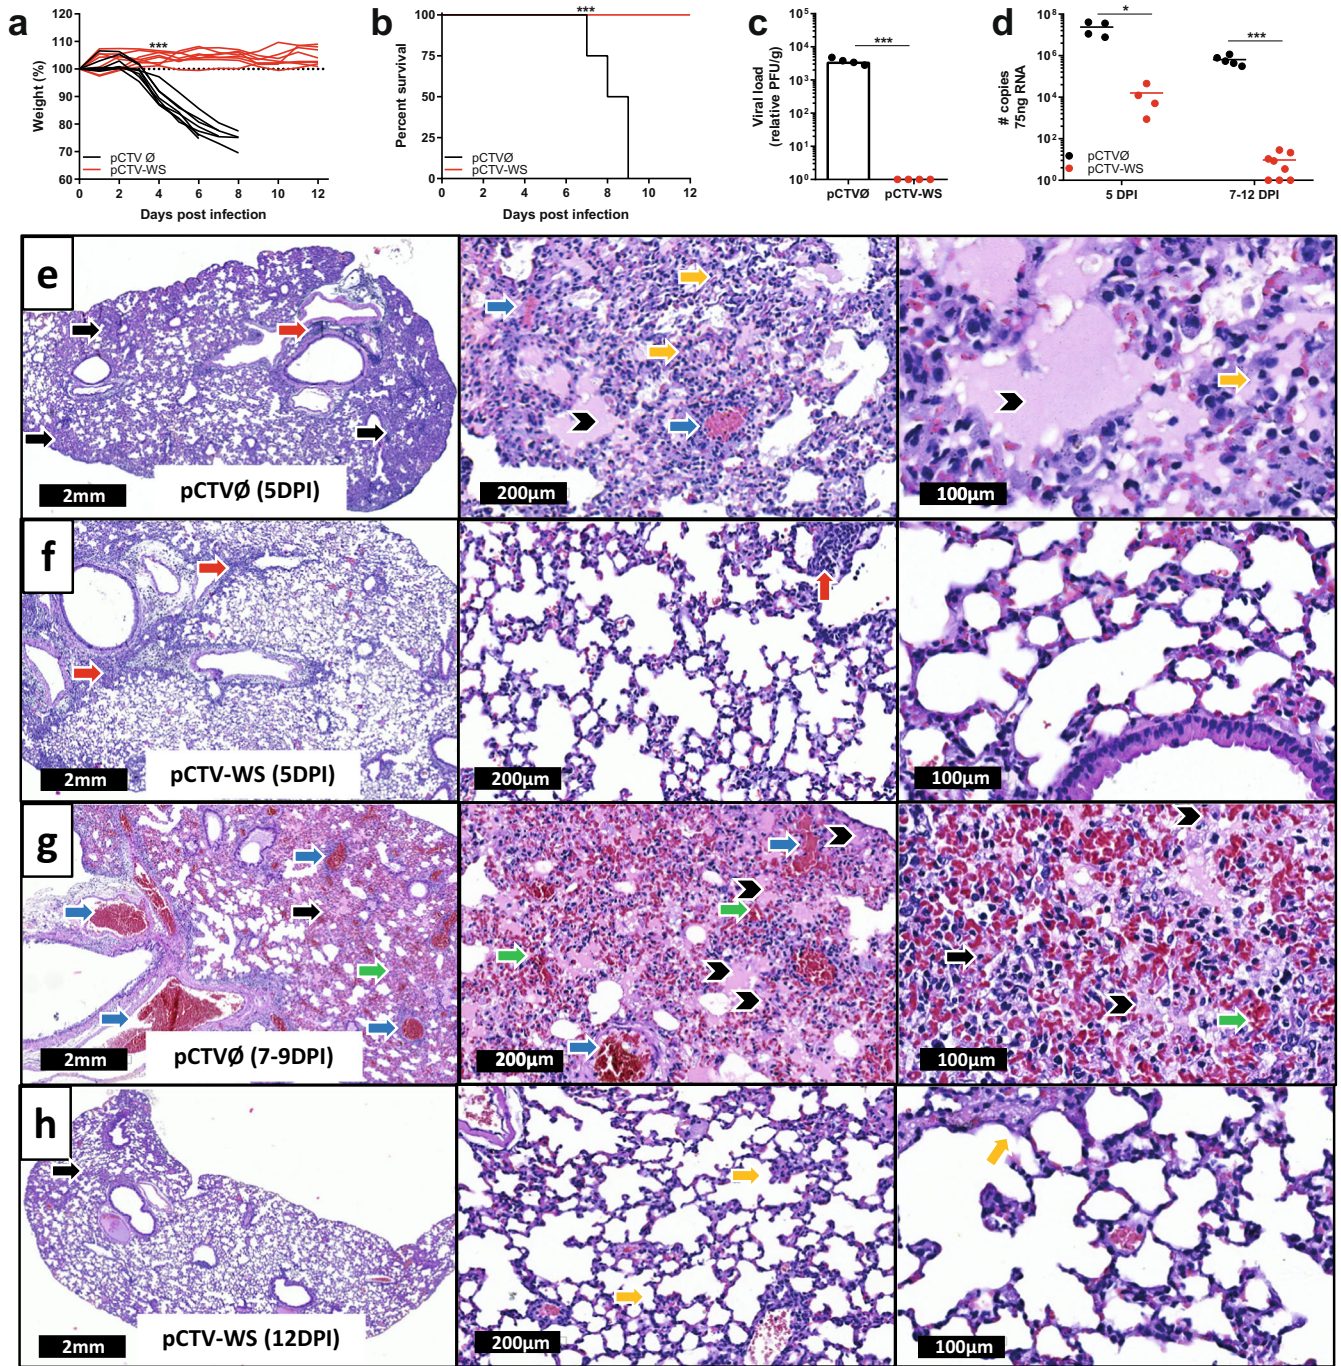 a
***
120
110
100
90
80
70
60
Weight (%)
pCTV Ø
pCTV-WS
0 2 4 6 8 10 12
Days post infection
b
***
100
75
50
25
0
Percent survival
pCTVØ
pCTV-WS
0 2 4 6 8 10 12
Days post infection
c
***
10⁵
10⁴
10³
10²
10¹
10⁰
Viral load
(relative PFU/g)
pCTVØ pCTV-WS
d
*
***
10⁸
10⁶
10⁴
10²
10⁰
# copies
75ng RNA
pCTVØ
pCTV-WS
5 DPI 7-12 DPI
e
2mm
pCTVØ (5DPI)
200µm
100µm
f
2mm
pCTV-WS (5DPI)
200µm
100µm
g
2mm
pCTVØ (7-9DPI)
200µm
100µm
h
2mm
pCTV-WS (12DPI)
200µm
100µm